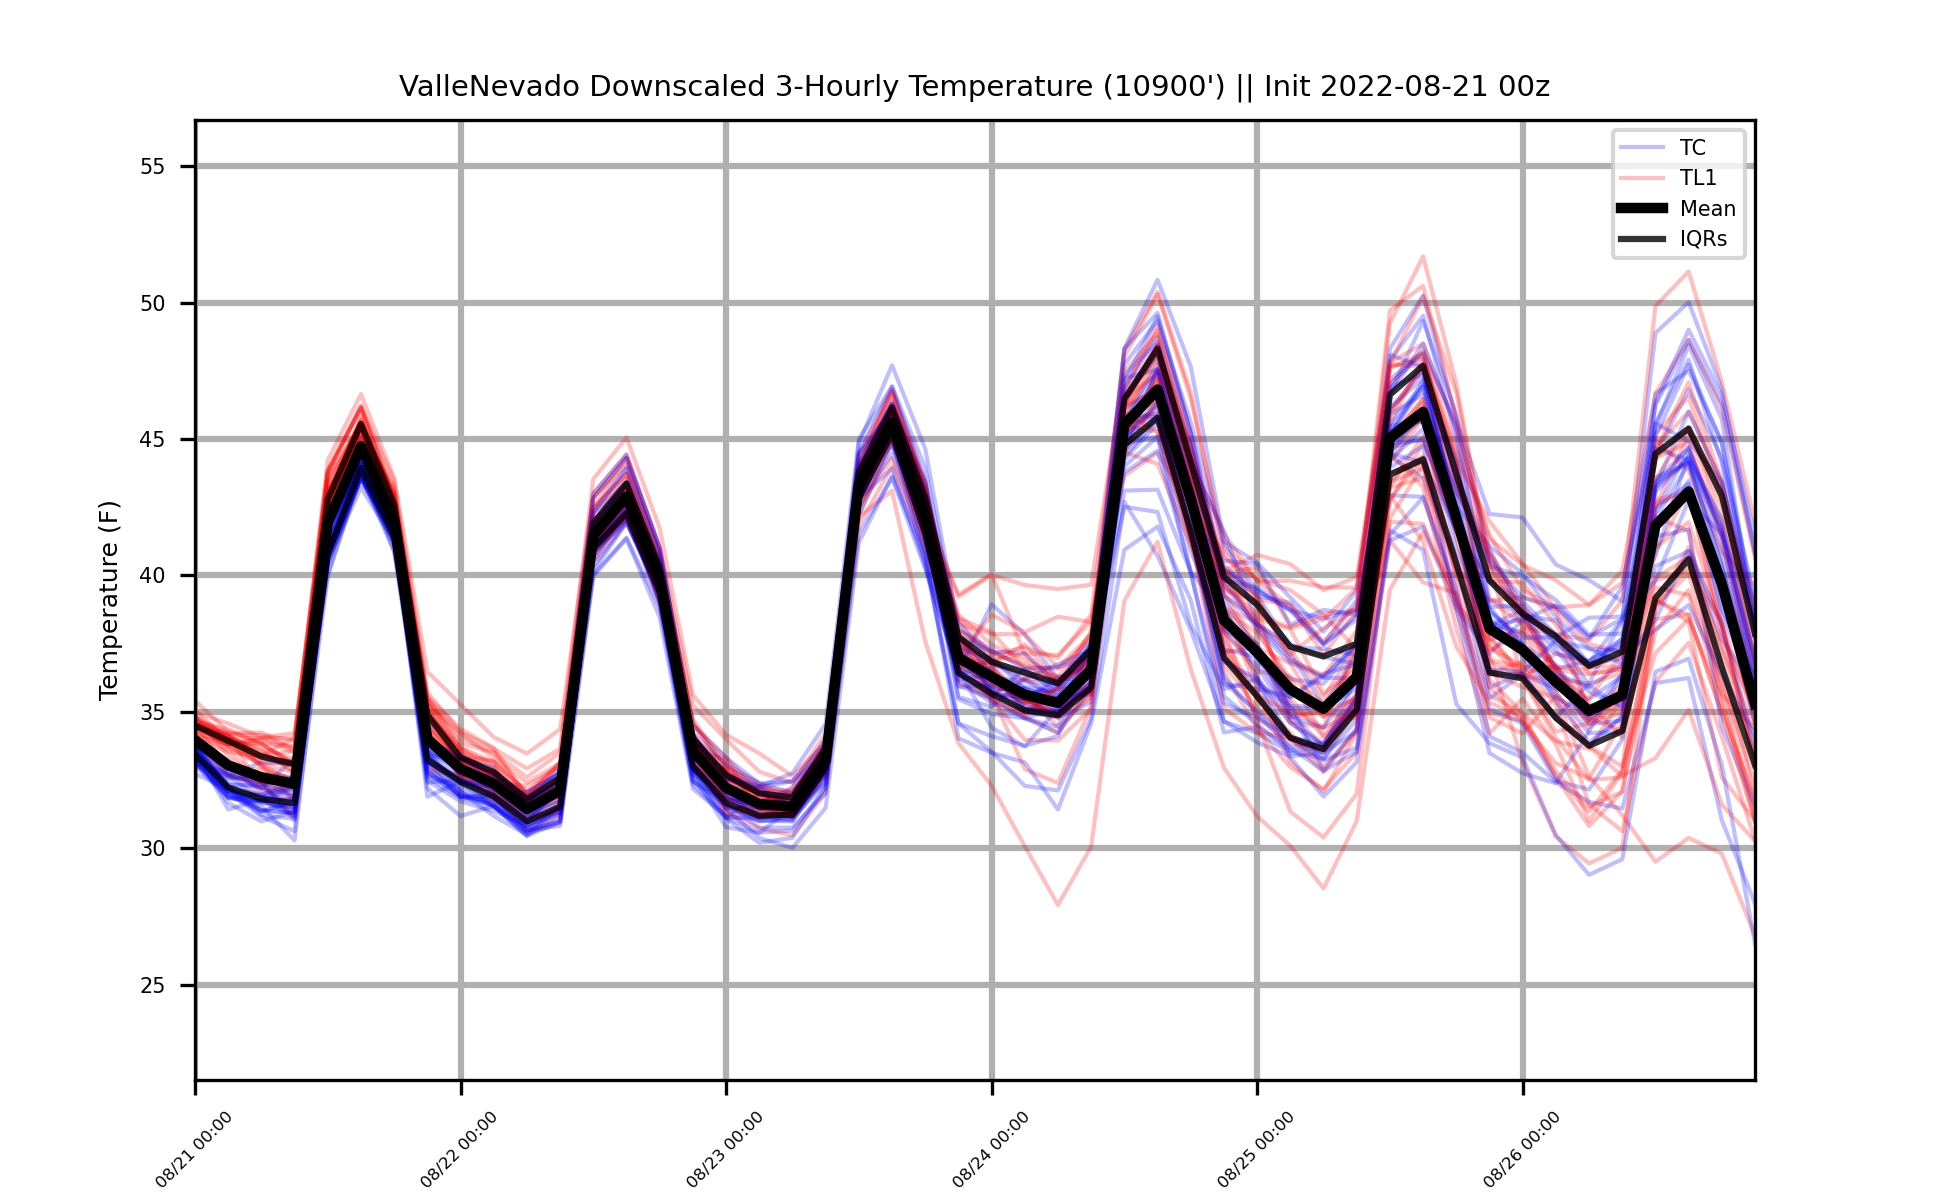 ValleNevado Downscaled 3-Hourly Temperature (10900') || Init 2022-08-21 00z
TC
TL1
Mean
IQRs
Temperature (F)
55
50
45
40
35
30
25
08/21 00:00
08/22 00:00
08/23 00:00
08/24 00:00
08/25 00:00
08/26 00:00